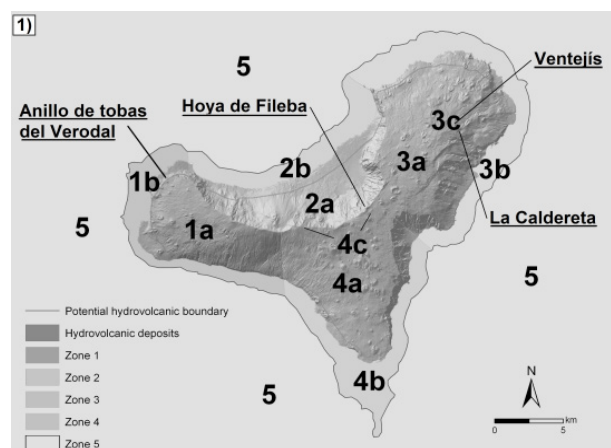 1)
5
Ventejís
Hoya de Fileba
Anillo de tobas
del Verodal
3c
2b
3a
3b
1b
2a
5
1a
La Caldereta
4c
5
4a
Potential hydrovolcanic boundary
Hydrovolcanic deposits
Zone 1
Zone 2
Zone 3
Zone 4
Zone 5
5
4b
N
0
5
km